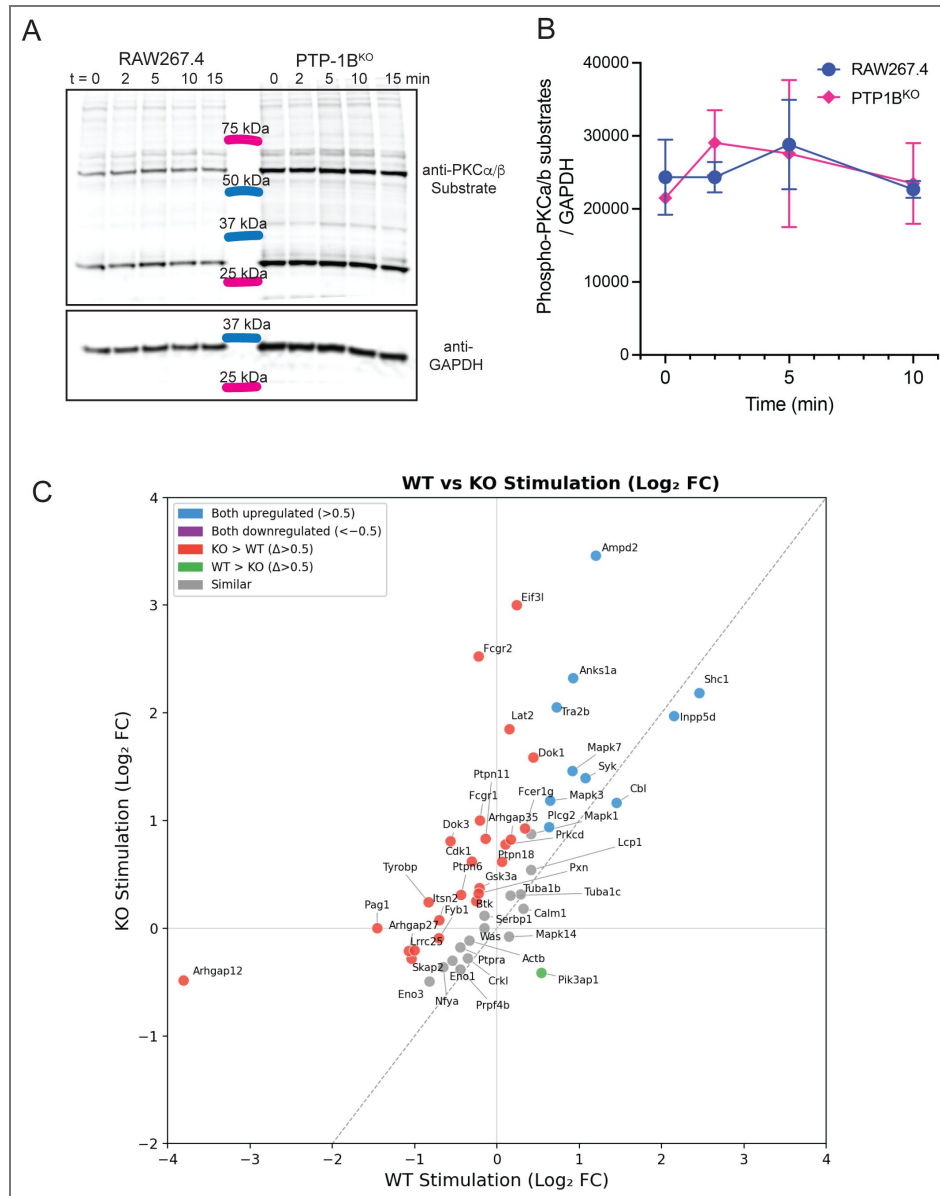 A
RAW267.4 PTP-1BKO
t = 0 2 5 10 15 0 2 5 10 15 min
75 kDa
50 kDa
37 kDa
25 kDa
anti-PKCα/β
Substrate
37 kDa
25 kDa
anti-
GAPDH
B
Phospho-PKCa/b substrates
/ GAPDH
40000
30000
20000
10000
0
0 5 10
Time (min)
RAW267.4
PTP1BKO
C
WT vs KO Stimulation (Log₂ FC)
Both upregulated (>0.5)
Both downregulated (<−0.5)
KO > WT (Δ>0.5)
WT > KO (Δ>0.5)
Similar
KO Stimulation (Log₂ FC)
4
3
2
1
0
−1
−2
Ampd2
Eif3l
Fcgr2
Anks1a
Shc1
Tra2b
Inpp5d
Lat2
Dok1
Mapk7
Ptpn11
Syk
Fcgr1
Fcer1g
Mapk3
Cbl
Arhgap35
Plcg2
Mapk1
Dok3
Prkcd
Cdk1
Ptpn18
Lcp1
Tyrobp
Ptpn6
Gsk3a
Pxn
Pag1
Itsn2
Btk
Tuba1b
Tuba1c
Fyb1
Serbp1
Calm1
Arhgap27
Lrrc25
Was
Mapk14
Arhgap12
Skap2
Ptpra
Actb
Pik3ap1
Eno3
Eno1
Crkl
Nfya
Prpf4b
−4 −3 −2 −1 0 1 2 3 4
WT Stimulation (Log₂ FC)